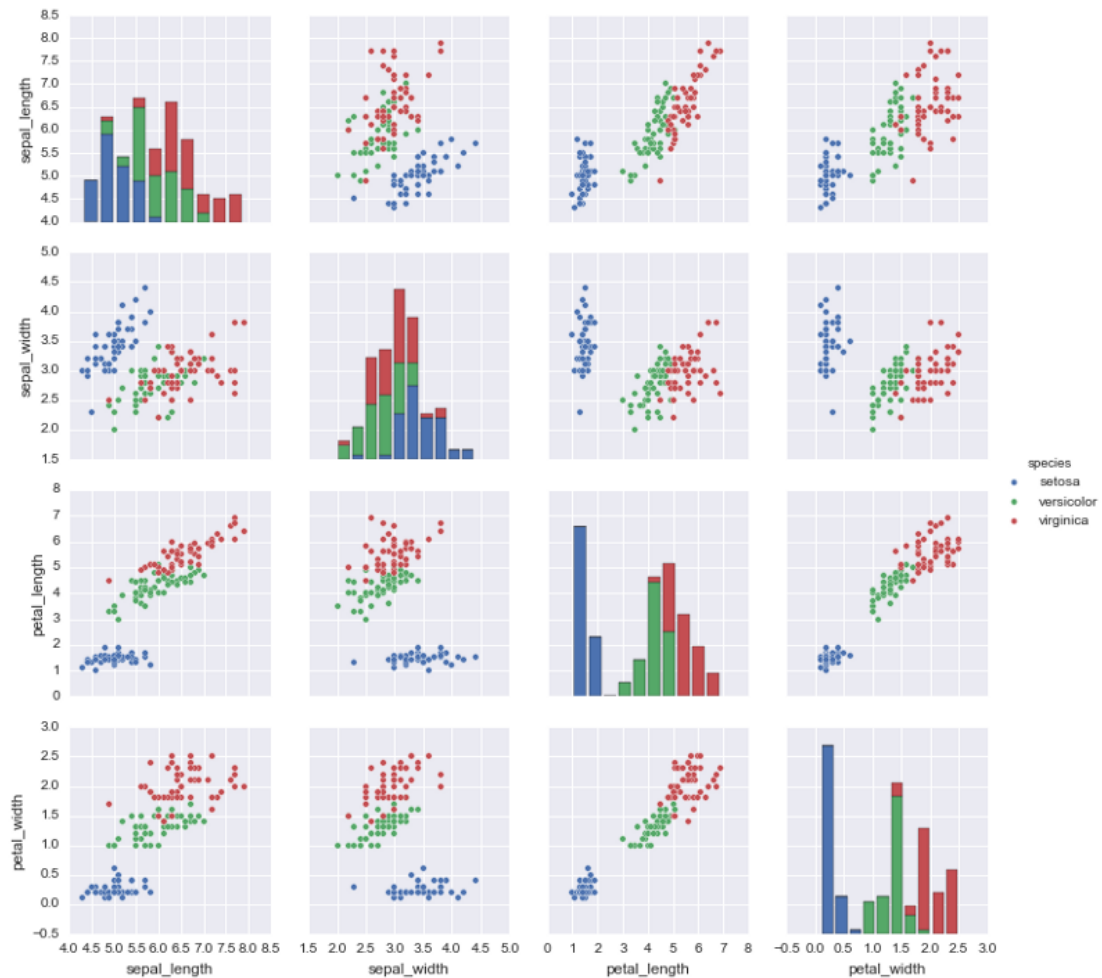 8.5
8.0
7.5
7.0
6.5
6.0
5.5
5.0
4.5
4.0
sepal_length
5.0
4.5
4.0
3.5
3.0
2.5
2.0
1.5
sepal_width
species
setosa
versicolor
virginica
8
7
6
5
4
3
2
1
0
petal_length
3.0
2.5
2.0
1.5
1.0
0.5
0.0
−0.5
petal_width
4.0 4.5 5.0 5.5 6.0 6.5 7.0 7.5 8.0 8.5
sepal_length
1.5 2.0 2.5 3.0 3.5 4.0 4.5 5.0
sepal_width
0 1 2 3 4 5 6 7 8
petal_length
−0.5 0.0 0.5 1.0 1.5 2.0 2.5 3.0
petal_width